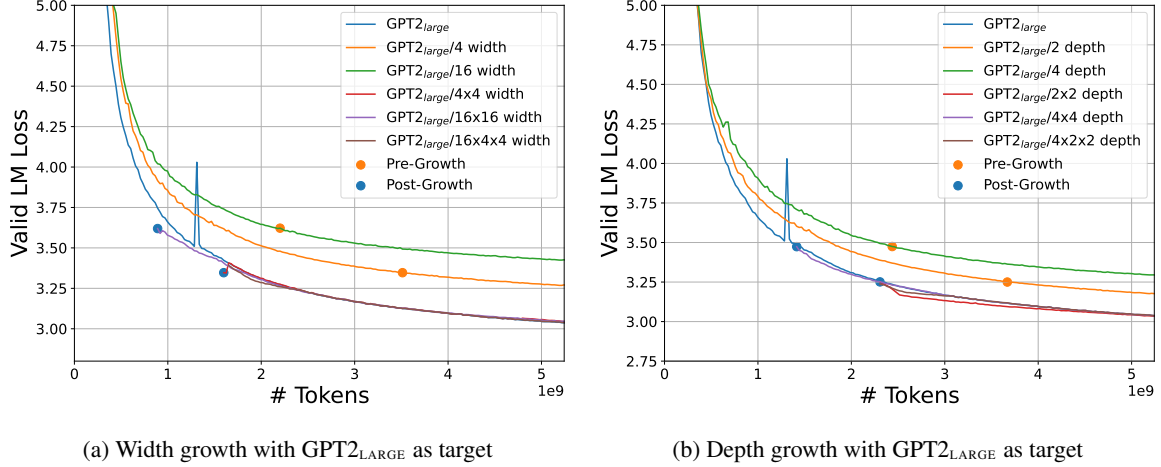 5.00
4.75
4.50
4.25
4.00
3.75
3.50
3.25
3.00
Valid LM Loss
0 1 2 3 4 5
1e9
# Tokens
GPT2large
GPT2large/4 width
GPT2large/16 width
GPT2large/4x4 width
GPT2large/16x16 width
GPT2large/16x4x4 width
Pre-Growth
Post-Growth
(a) Width growth with GPT2LARGE as target
5.00
4.75
4.50
4.25
4.00
3.75
3.50
3.25
3.00
2.75
Valid LM Loss
0 1 2 3 4 5
1e9
# Tokens
GPT2large
GPT2large/2 depth
GPT2large/4 depth
GPT2large/2x2 depth
GPT2large/4x4 depth
GPT2large/4x2x2 depth
Pre-Growth
Post-Growth
(b) Depth growth with GPT2LARGE as target